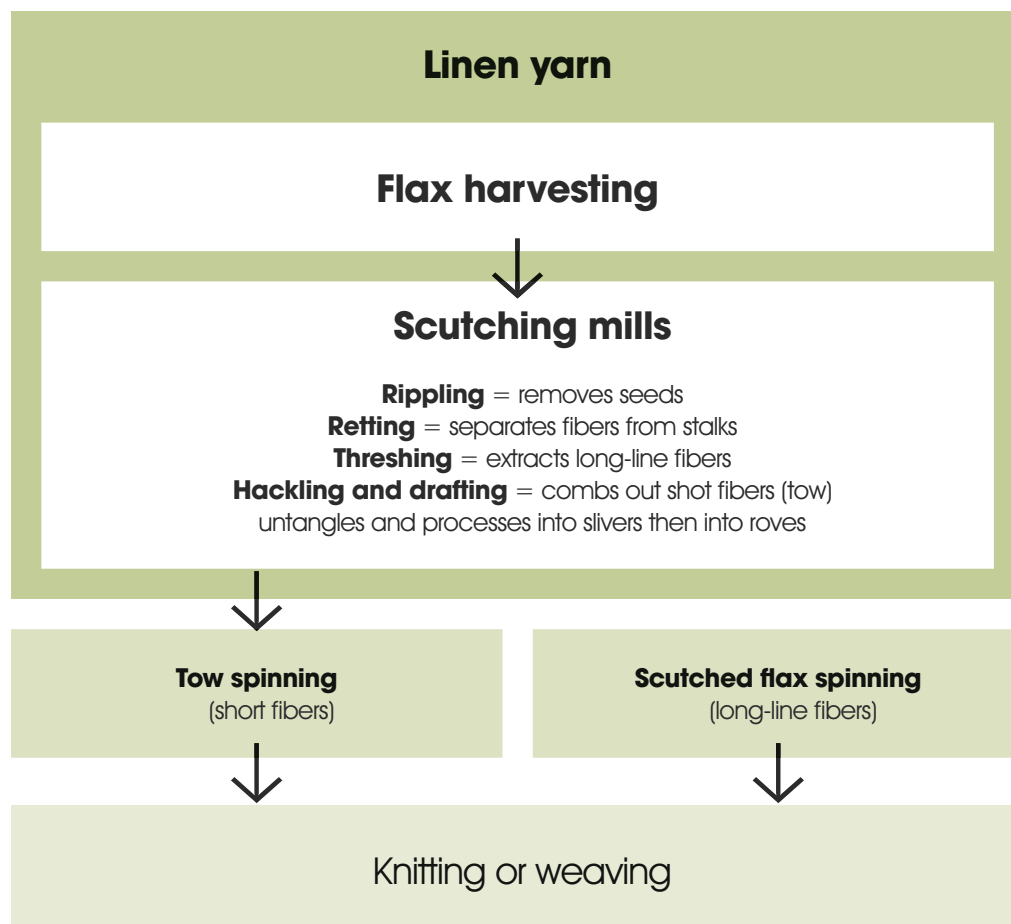 Linen yarn
Flax harvesting
Scutching mills
Rippling = removes seeds
Retting = separates fibers from stalks
Threshing = extracts long-line fibers
Hackling and drafting = combs out shot fibers (tow)
untangles and processes into slivers then into roves
Tow spinning
(short fibers)
Scutched flax spinning
(long-line fibers)
Knitting or weaving